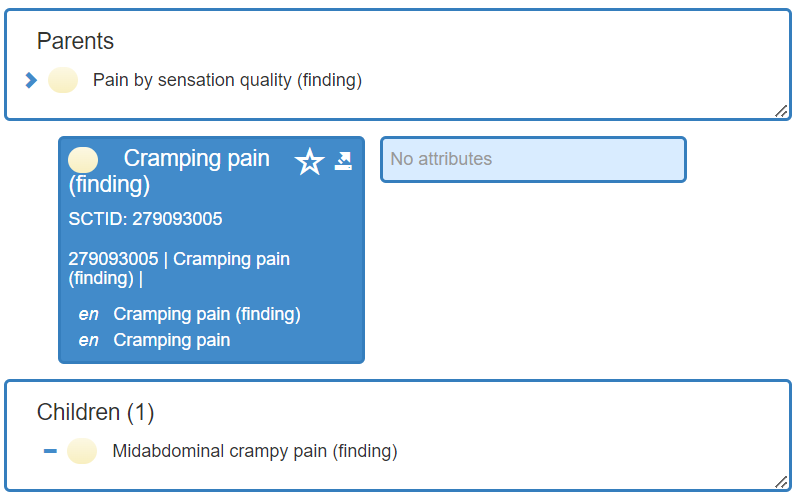 Parents
Pain by sensation quality (finding)
Cramping pain
(finding)
No attributes
SCTID: 279093005
279093005 | Cramping pain
(finding) |
en Cramping pain (finding)
en Cramping pain
Children (1)
Midabdominal crampy pain (finding)